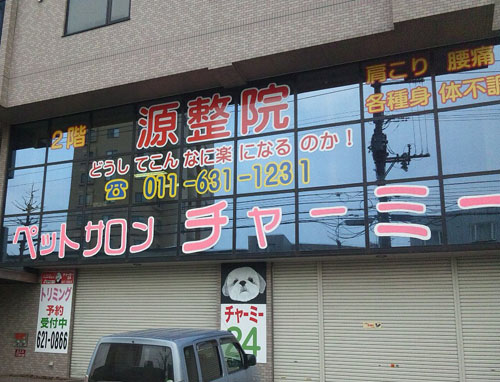 2階
源整院
肩こり 腰痛
各種身体不調
どうしてこんなに楽になるのか!
☎ 011-631-1231
ペットサロン チャーミー
トリミング
予約
受付中
621-0866
チャーミー
24